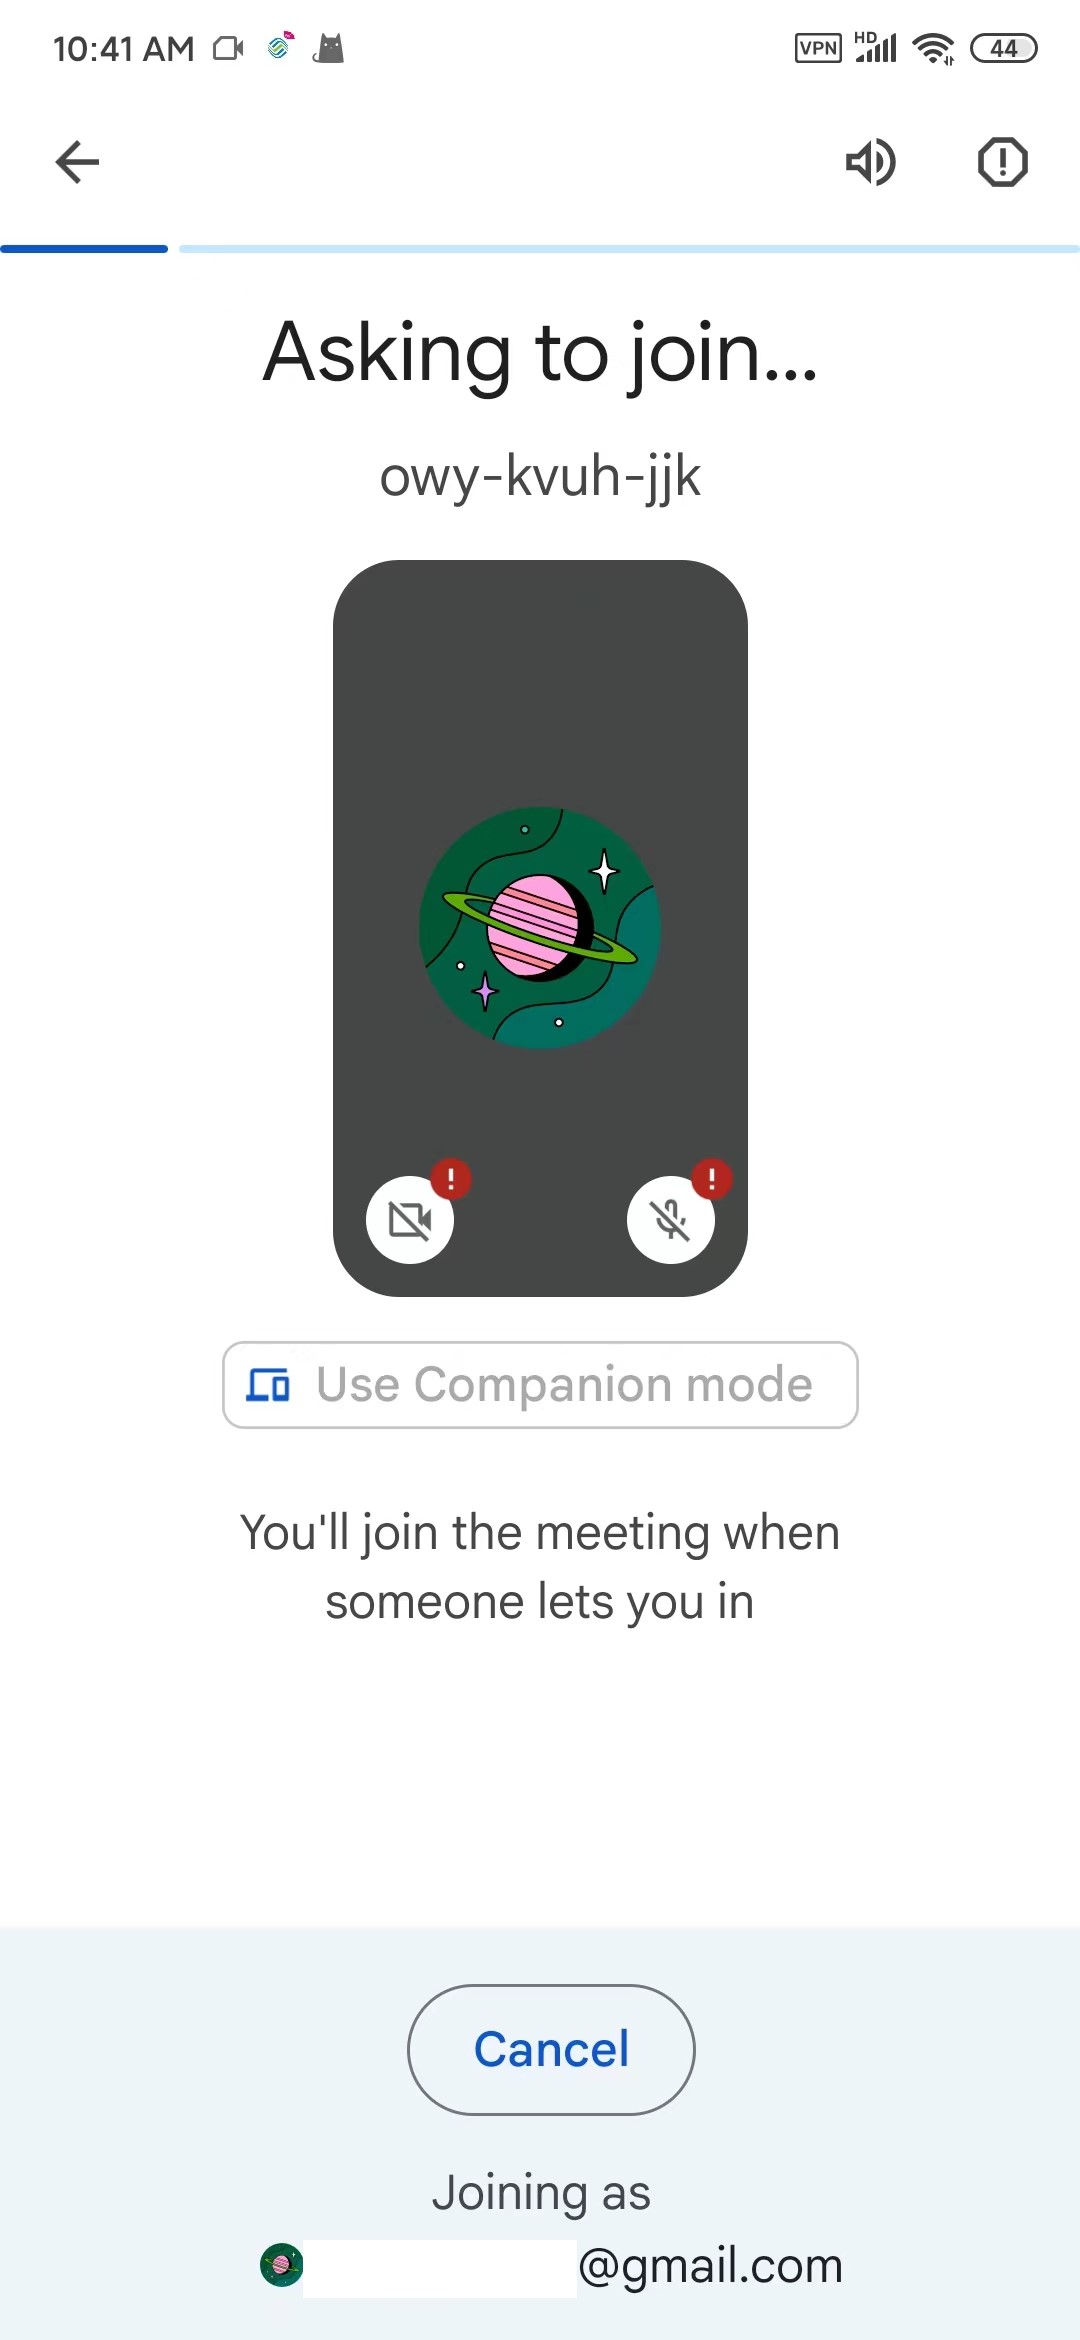 10:41 AM VPN HD 44
Asking to join...
owy-kvuh-jjk
Use Companion mode
You'll join the meeting when
someone lets you in
Cancel
Joining as
@gmail.com